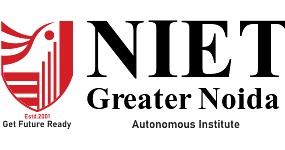 NIET
Greater Noida
Estd.2001
Get Future Ready
Autonomous Institute